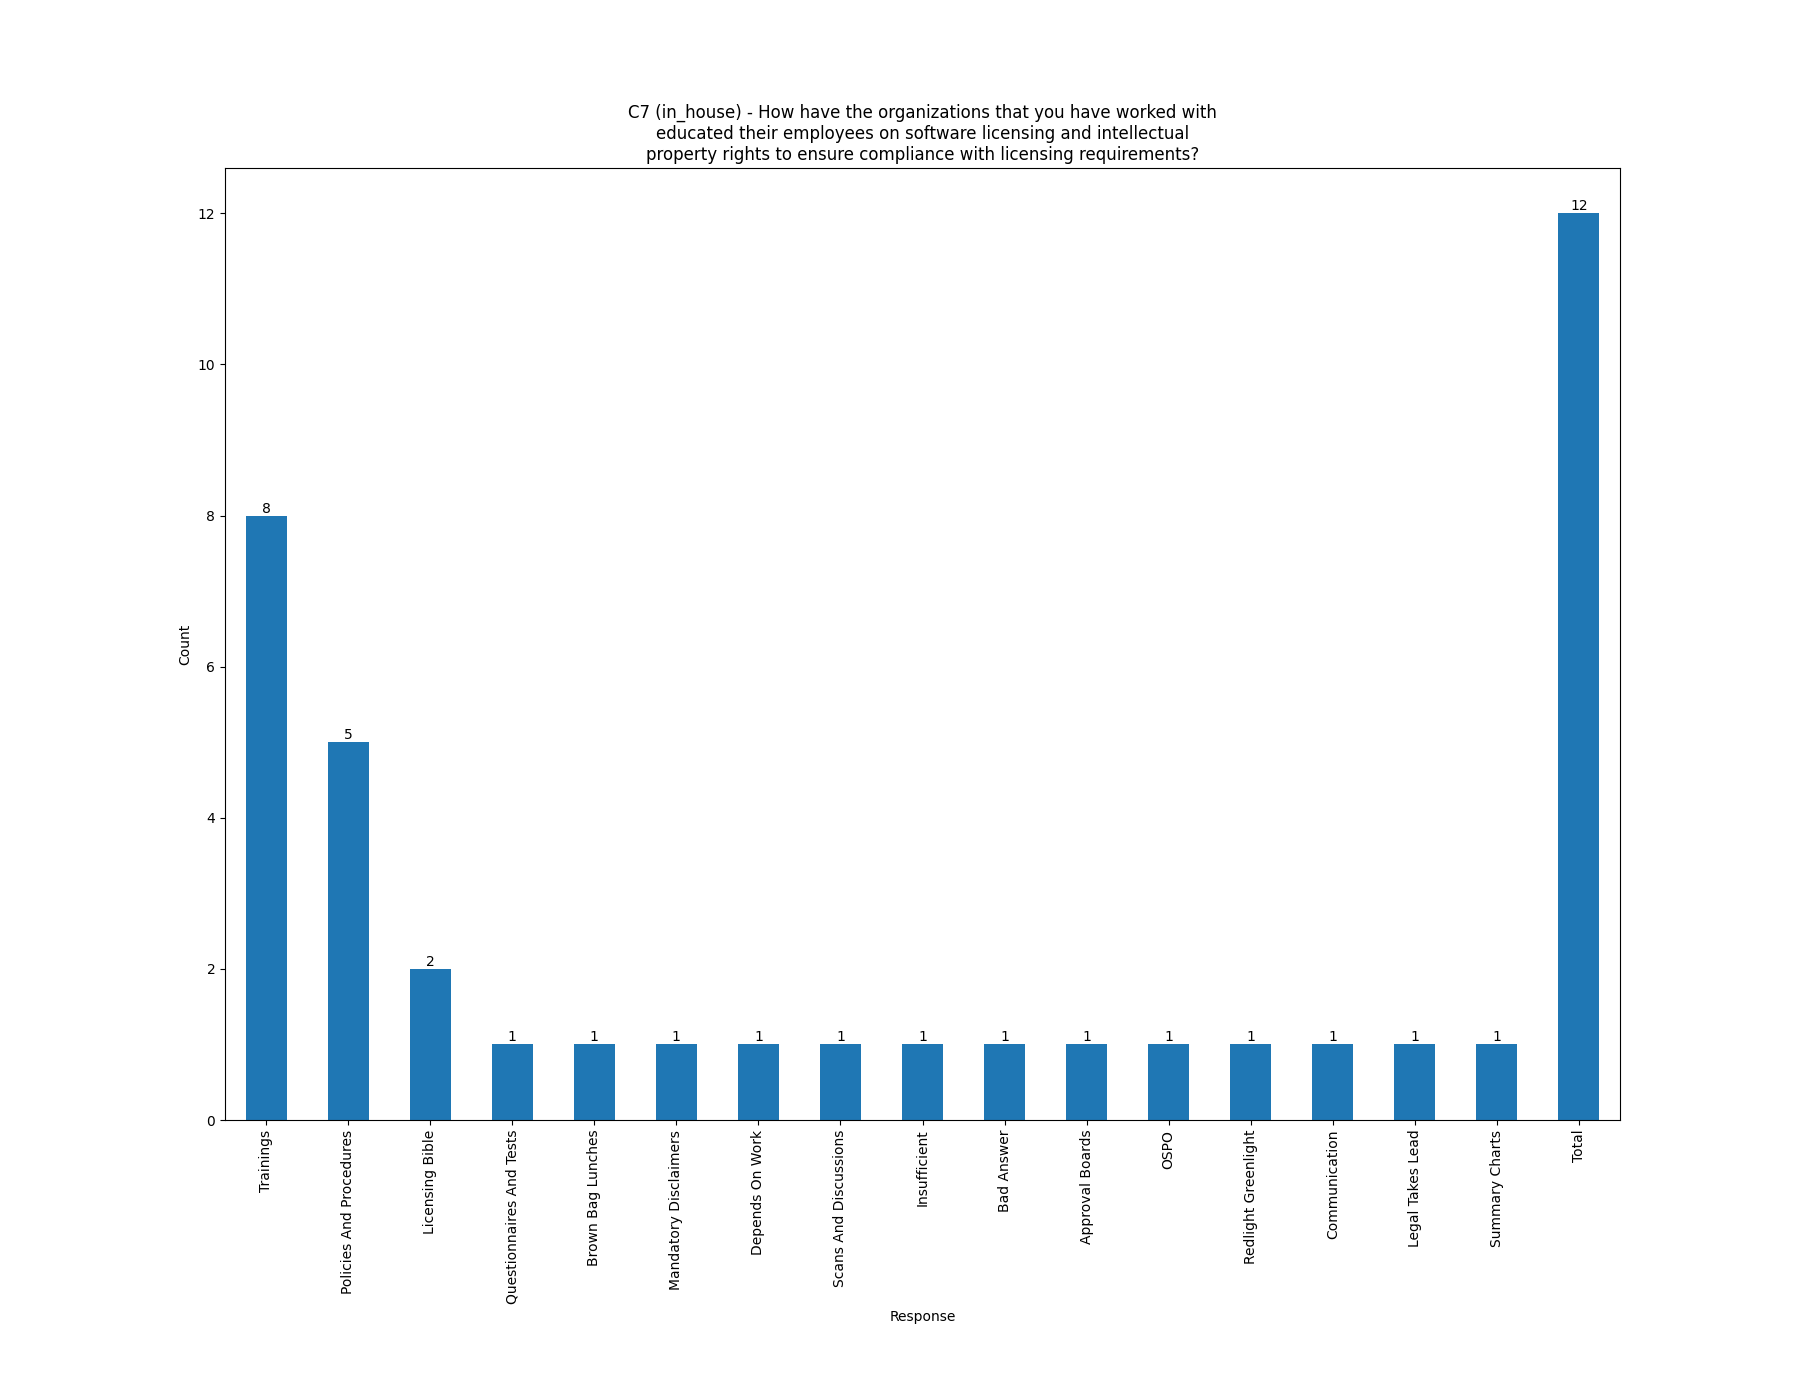 C7 (in_house) - How have the organizations that you have worked with
educated their employees on software licensing and intellectual
property rights to ensure compliance with licensing requirements?
Count
12
10
8
6
4
2
0
8
5
2
1
1
1
1
1
1
1
1
1
1
1
1
1
12
Trainings
Policies And Procedures
Licensing Bible
Questionnaires And Tests
Brown Bag Lunches
Mandatory Disclaimers
Depends On Work
Scans And Discussions
Insufficient
Bad Answer
Approval Boards
OSPO
Redlight Greenlight
Communication
Legal Takes Lead
Summary Charts
Total
Response